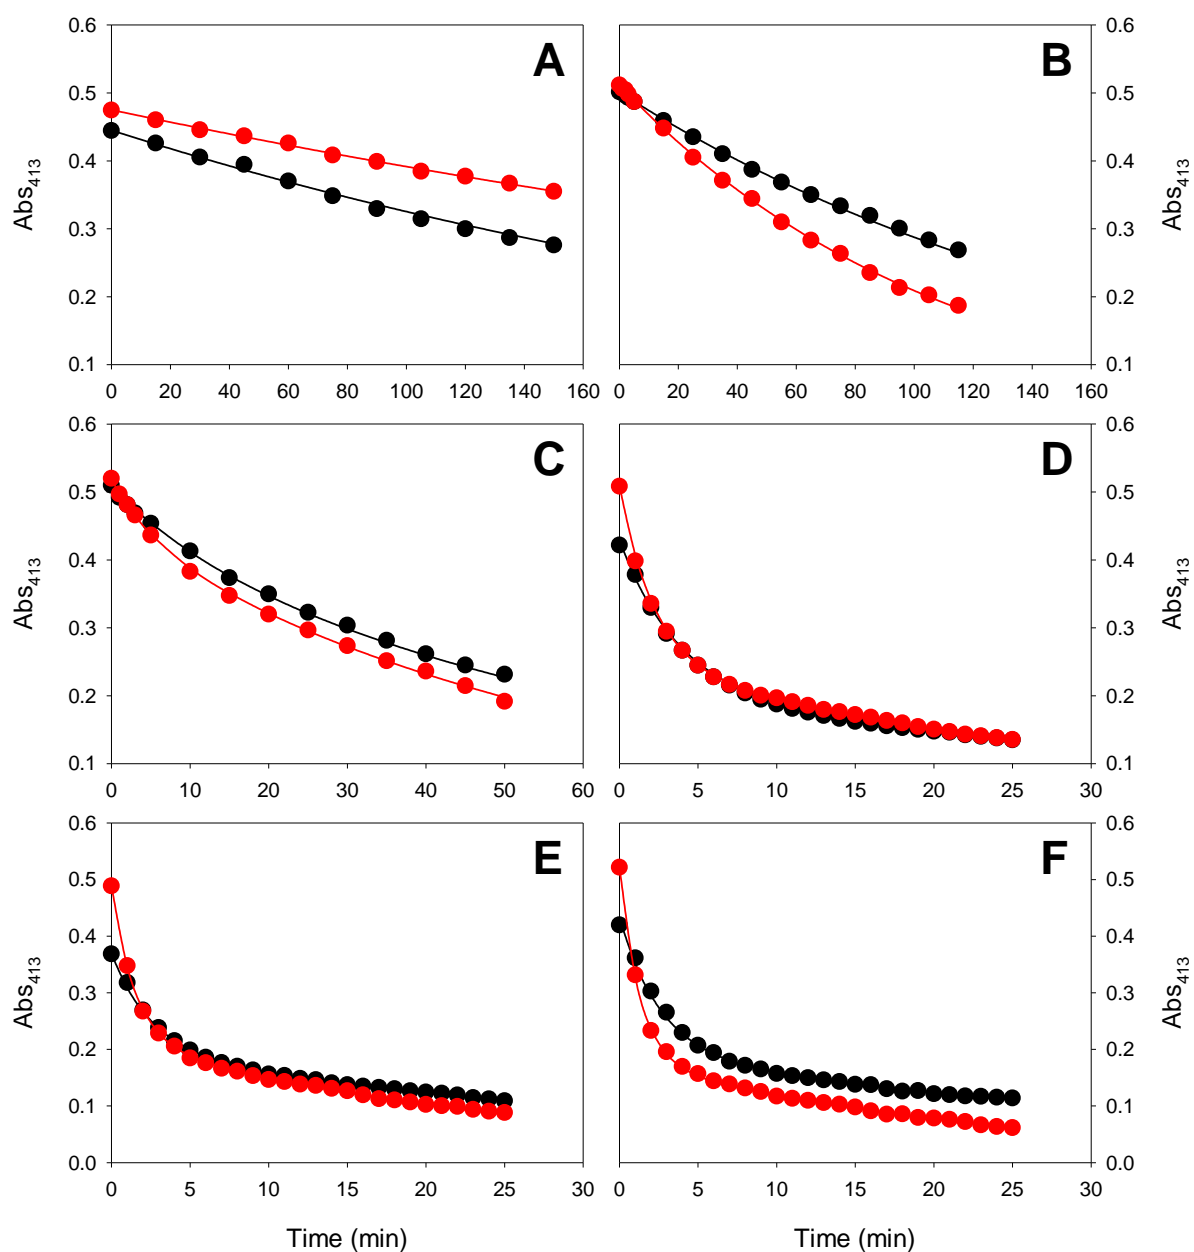 0.6 A B 0.6
0.5 0.5
Abs413 0.4 0.4 Abs413
0.3 0.3
0.2 0.2
0.1 0.1
0 20 40 60 80 100 120 140 160 0 20 40 60 80 100 120 140 160
0.6 C D 0.6
0.5 0.5
Abs413 0.4 0.4 Abs413
0.3 0.3
0.2 0.2
0.1 0.1
0 10 20 30 40 50 60 0 5 10 15 20 25 30
0.6 E F 0.6
0.5 0.5
0.4 0.4
Abs413 0.3 0.3 Abs413
0.2 0.2
0.1 0.1
0.0 0.0
0 5 10 15 20 25 30 0 5 10 15 20 25 30
Time (min) Time (min)